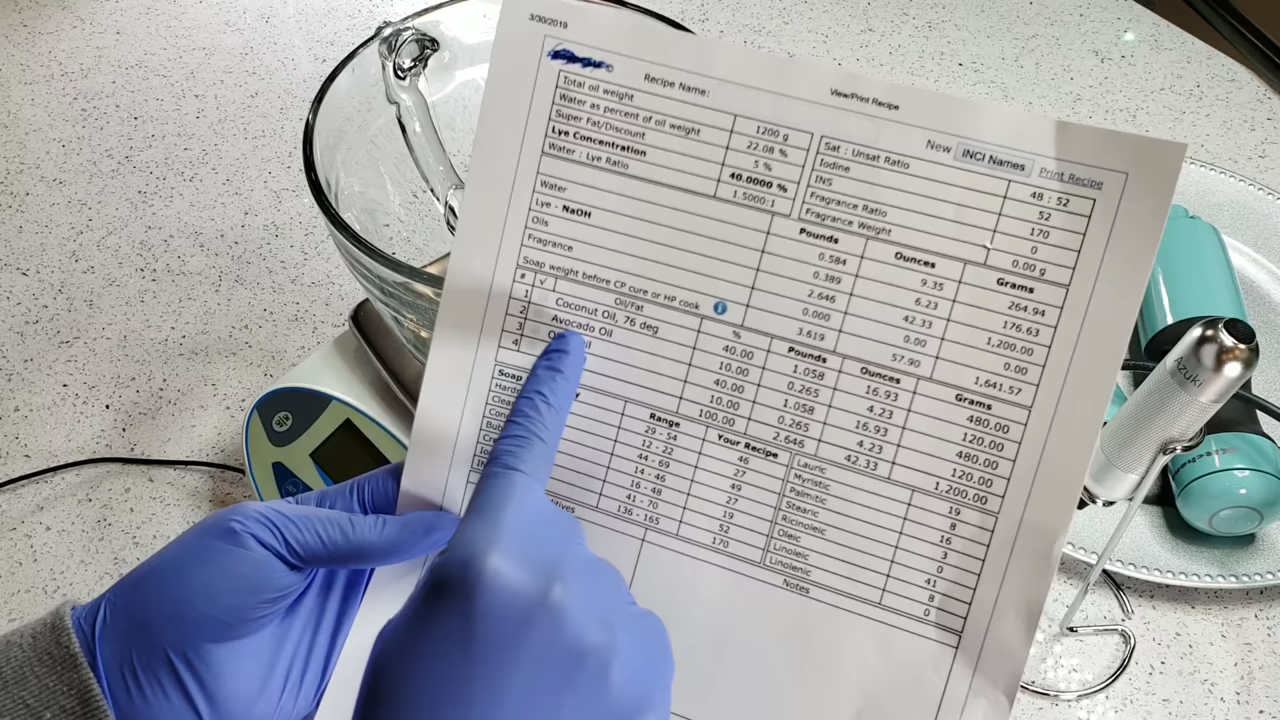 3/30/2019
View/Print Recipe
Recipe Name:
New INCI Names Print Recipe
Total oil weight 1200 g
Water as percent of oil weight 22.08 %
Super Fat/Discount 5 %
Lye Concentration 40.0000 %
Water : Lye Ratio 1.5000:1
Sat : Unsat Ratio 48 : 52
Iodine 52
INS 170
Fragrance Ratio 0
Fragrance Weight 0.00 g
Pounds Ounces Grams
Water 0.584 9.35 264.94
Lye - NaOH 0.389 6.23 176.63
Oils 2.646 42.33 1,200.00
Fragrance 0.000 0.00 0.00
Soap weight before CP cure or HP cook 3.619 57.90 1,641.57
# √ Oil/Fat % Pounds Ounces Grams
1 Coconut Oil, 76 deg 40.00 1.058 16.93 480.00
2 Avocado Oil 10.00 0.265 4.23 120.00
3 40.00 1.058 16.93 480.00
4 10.00 0.265 4.23 120.00
100.00 2.646 42.33 1,200.00
Soap Range Your Recipe
29 - 54 46
12 - 22 27
44 - 69 49
14 - 46 27
16 - 48 19
41 - 70 52
INS 136 - 165 170
Lauric 19
Myristic 8
Palmitic 16
Stearic 3
Ricinoleic 0
Oleic 41
Linoleic 8
Linolenic 0
Notes
Azuki